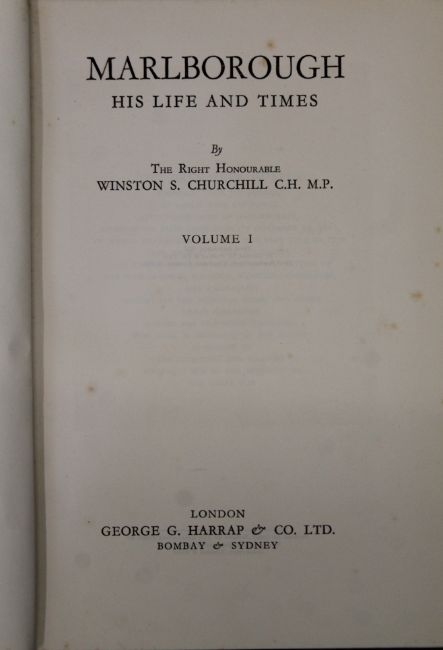 MARLBOROUGH
HIS LIFE AND TIMES
By
THE RIGHT HONOURABLE
WINSTON S. CHURCHILL C.H. M.P.
VOLUME I
LONDON
GEORGE G. HARRAP & CO. LTD.
BOMBAY & SYDNEY